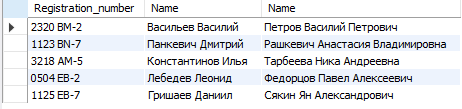 Registration_number Name Name
2320 BM-2 Васильев Василий Петров Василий Петрович
1123 BN-7 Панкевич Дмитрий Рашкевич Анастасия Владимировна
3218 AM-5 Константинов Илья Тарбеева Ника Андреевна
0504 EB-2 Лебедев Леонид Федорцов Павел Алексеевич
1125 EB-7 Гришаев Даниил Сякин Ян Александрович